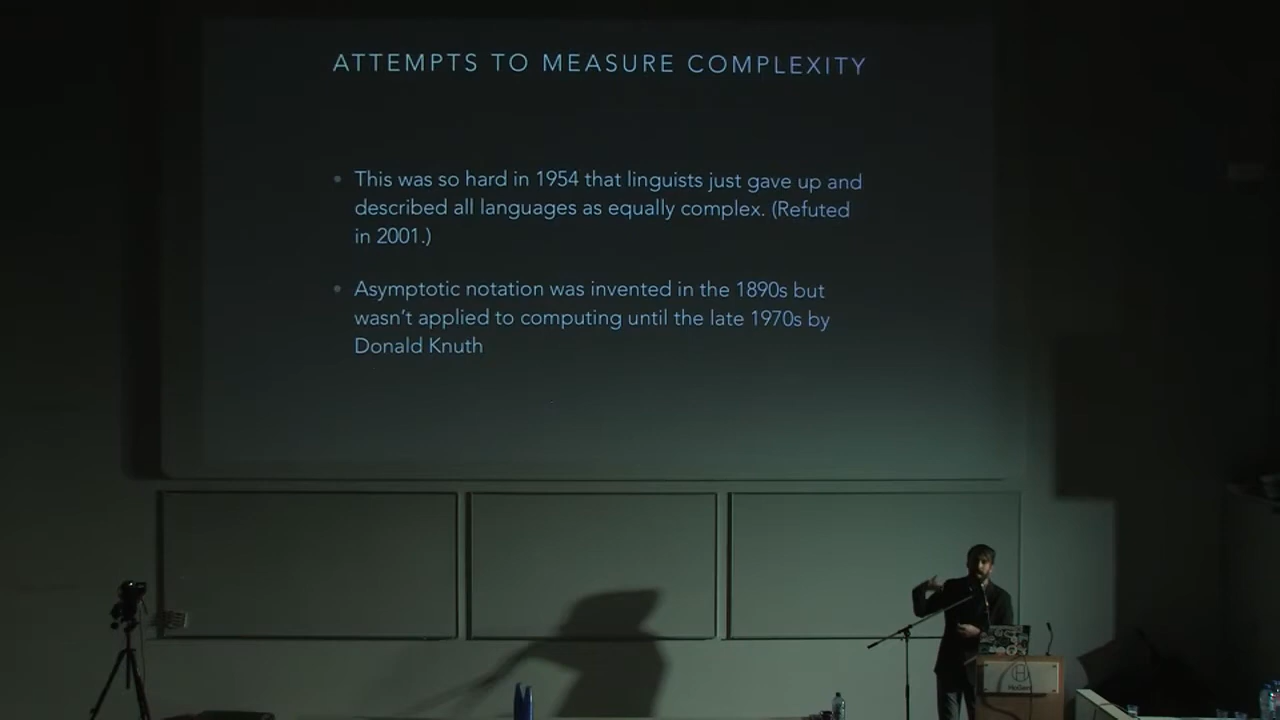 ATTEMPTS TO MEASURE COMPLEXITY
This was so hard in 1954 that linguists just gave up and
described all languages as equally complex. (Refuted
in 2001.)
Asymptotic notation was invented in the 1890s but
wasn't applied to computing until the late 1970s by
Donald Knuth
HoGent